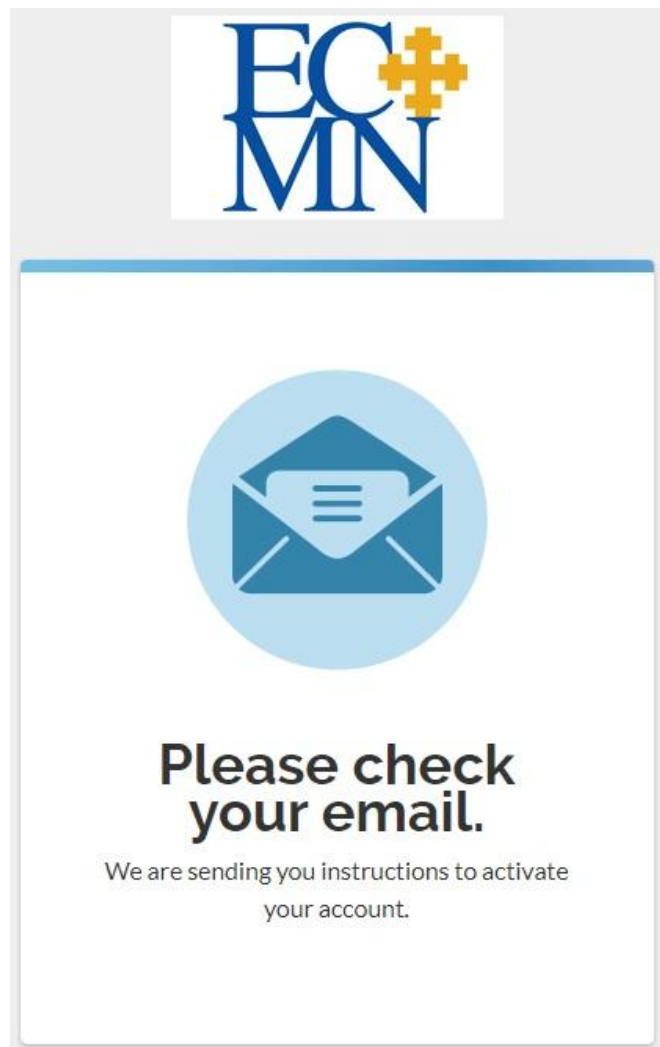 EC
MN
Please check
your email.
We are sending you instructions to activate
your account.